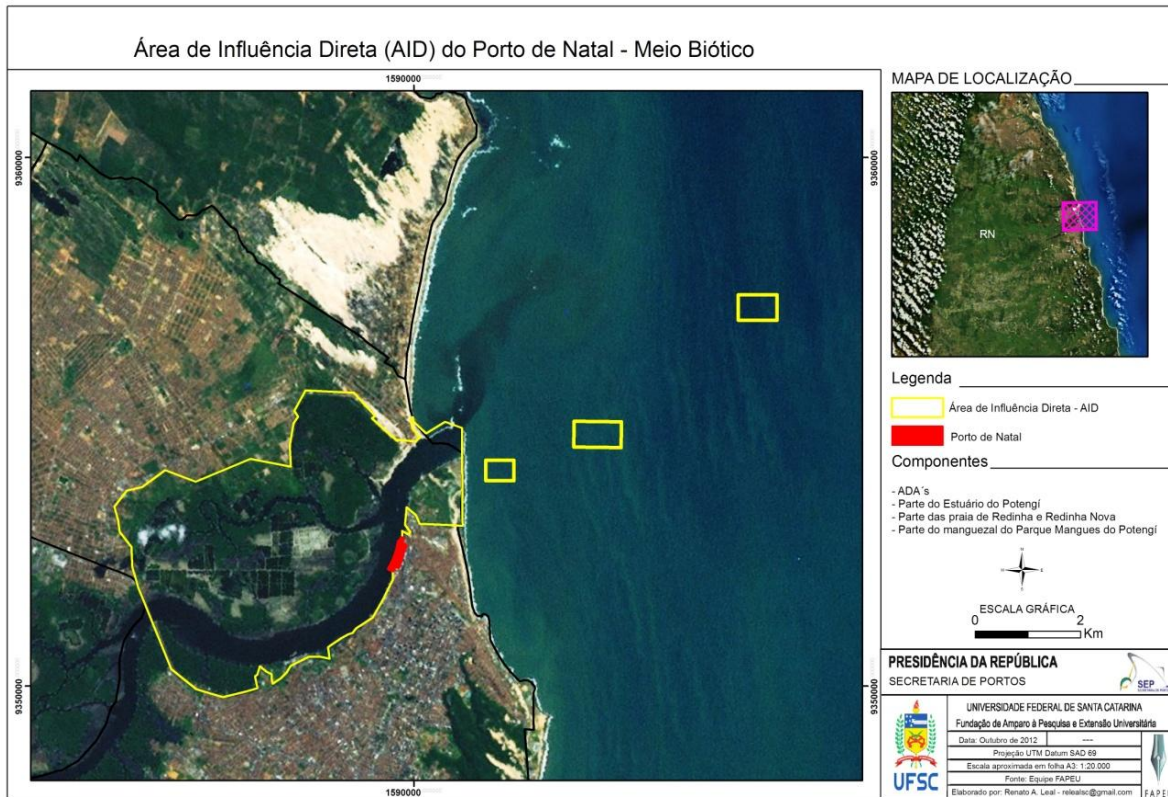 Área de Influência Direta (AID) do Porto de Natal - Meio Biótico
1590000
9360000
9360000
9350000
9350000
1590000
MAPA DE LOCALIZAÇÃO
RN
Legenda
Área de Influência Direta - AID
Porto de Natal
Componentes
- ADA´s
- Parte do Estuário do Potengí
- Parte das praia de Redinha e Redinha Nova
- Parte do manguezal do Parque Mangues do Potengí
ESCALA GRÁFICA
0 2
Km
PRESIDÊNCIA DA REPÚBLICA
SECRETARIA DE PORTOS
SEP
UFSC
UNIVERSIDADE FEDERAL DE SANTA CATARINA
Fundação de Amparo à Pesquisa e Extensão Universitária
Data: Outubro de 2012 ---
Projeção UTM Datum SAD 69
Escala aproximada em folha A3: 1:20.000
Fonte: Equipe FAPEU
Elaborado por: Renato A. Leal - relealsc@gmail.com
FAPEU